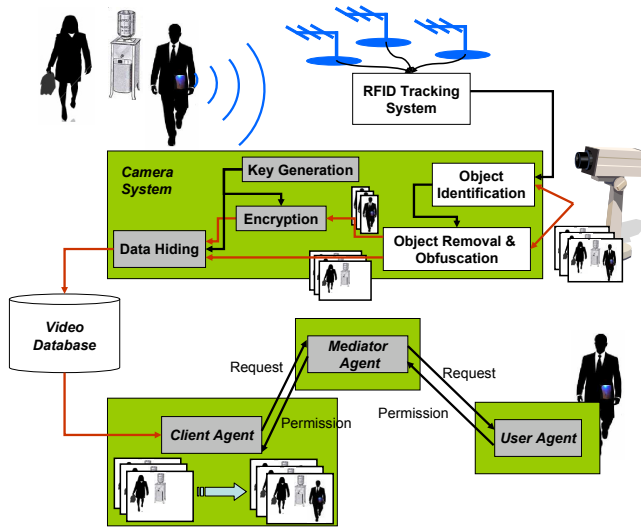 RFID Tracking
System
Camera
System
Key Generation
Object
Identification
Encryption
Data Hiding
Object Removal &
Obfuscation
Video
Database
Mediator
Agent
Request
Request
Permission
Permission
Client Agent
User Agent